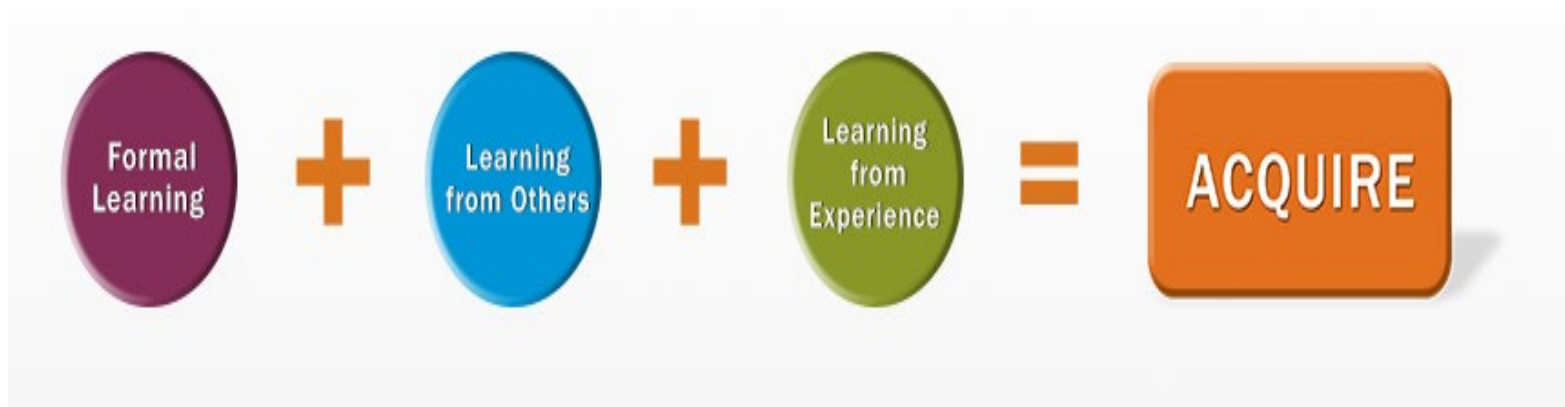 Formal
Learning
+
Learning
from Others
+
Learning
from
Experience
=
ACQUIRE